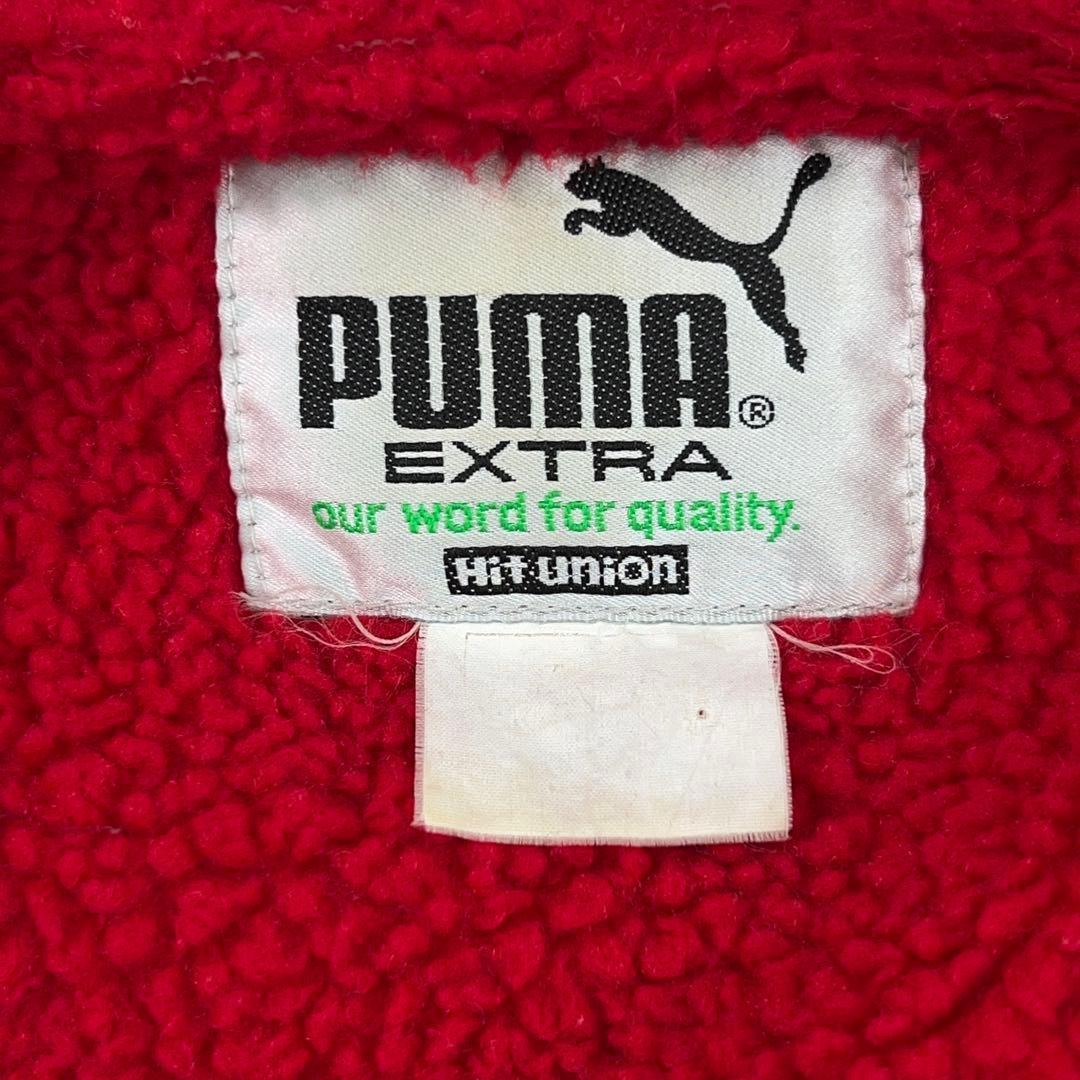 PUMA®
EXTRA
our word for quality.
Hit union